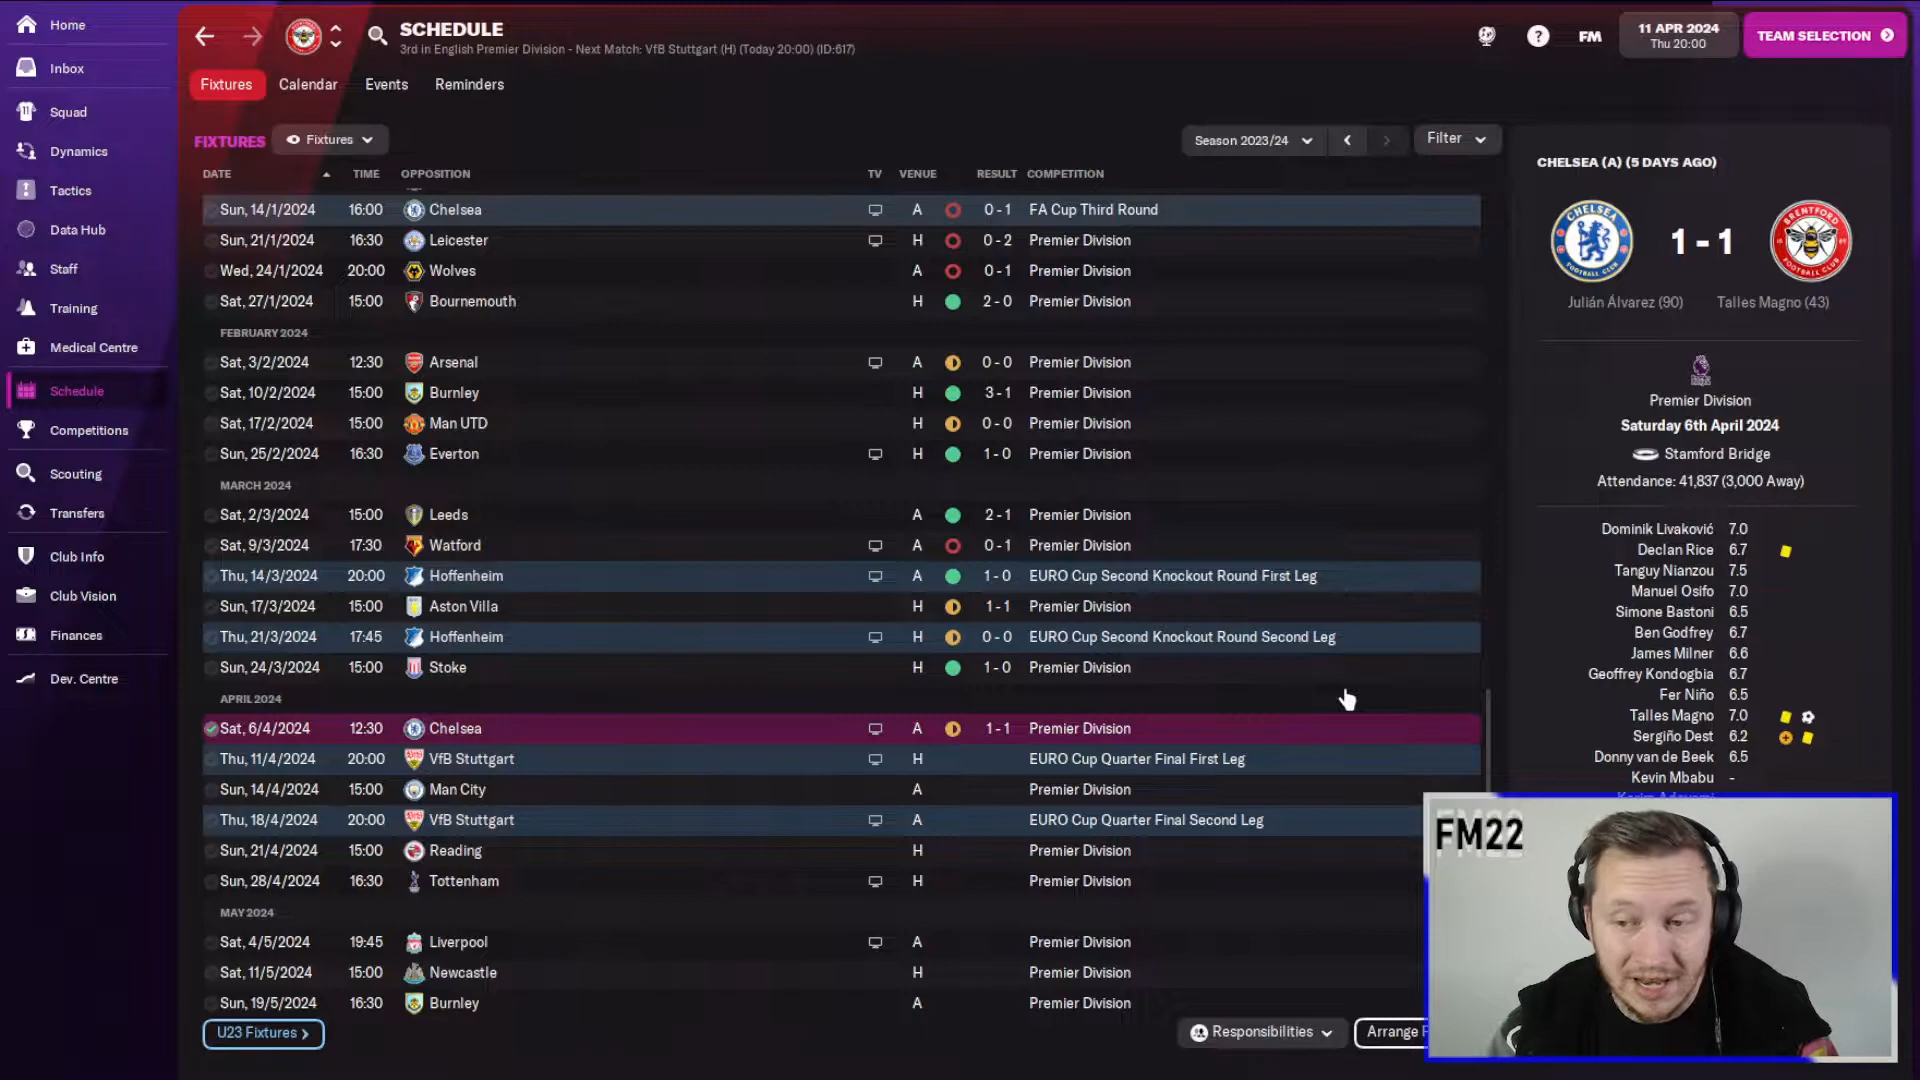 Home
Inbox
Squad
Dynamics
Tactics
Data Hub
Staff
Training
Medical Centre
Schedule
Competitions
Scouting
Transfers
Club Info
Club Vision
Finances
Dev. Centre
SCHEDULE
3rd in English Premier Division - Next Match: VfB Stuttgart (H) (Today 20:00) (ID:617)
FM
11 APR 2024
Thu 20:00
TEAM SELECTION
Fixtures Calendar Events Reminders
FIXTURES Fixtures Season 2023/24 Filter
DATE TIME OPPOSITION TV VENUE RESULT COMPETITION
Sun, 14/1/2024 16:00 Chelsea A 0 - 1 FA Cup Third Round
Sun, 21/1/2024 16:30 Leicester H 0 - 2 Premier Division
Wed, 24/1/2024 20:00 Wolves A 0 - 1 Premier Division
Sat, 27/1/2024 15:00 Bournemouth H 2 - 0 Premier Division
FEBRUARY 2024
Sat, 3/2/2024 12:30 Arsenal A 0 - 0 Premier Division
Sat, 10/2/2024 15:00 Burnley H 3 - 1 Premier Division
Sat, 17/2/2024 15:00 Man UTD H 0 - 0 Premier Division
Sun, 25/2/2024 16:30 Everton H 1 - 0 Premier Division
MARCH 2024
Sat, 2/3/2024 15:00 Leeds A 2 - 1 Premier Division
Sat, 9/3/2024 17:30 Watford A 0 - 1 Premier Division
Thu, 14/3/2024 20:00 Hoffenheim A 1 - 0 EURO Cup Second Knockout Round First Leg
Sun, 17/3/2024 15:00 Aston Villa H 1 - 1 Premier Division
Thu, 21/3/2024 17:45 Hoffenheim H 0 - 0 EURO Cup Second Knockout Round Second Leg
Sun, 24/3/2024 15:00 Stoke H 1 - 0 Premier Division
APRIL 2024
Sat, 6/4/2024 12:30 Chelsea A 1 - 1 Premier Division
Thu, 11/4/2024 20:00 VfB Stuttgart H EURO Cup Quarter Final First Leg
Sun, 14/4/2024 15:00 Man City A Premier Division
Thu, 18/4/2024 20:00 VfB Stuttgart A EURO Cup Quarter Final Second Leg
Sun, 21/4/2024 15:00 Reading H Premier Division
Sun, 28/4/2024 16:30 Tottenham H Premier Division
MAY 2024
Sat, 4/5/2024 19:45 Liverpool A Premier Division
Sat, 11/5/2024 15:00 Newcastle H Premier Division
Sun, 19/5/2024 16:30 Burnley A Premier Division
U23 Fixtures Responsibilities Arrange
CHELSEA (A) (5 DAYS AGO)
CHELSEA
FOOTBALL CLUB
1 - 1
BRENTFORD
FOOTBALL CLUB
Julián Álvarez (90) Talles Magno (43)
Premier Division
Saturday 6th April 2024
Stamford Bridge
Attendance: 41,837 (3,000 Away)
Dominik Livaković 7.0
Declan Rice 6.7
Tanguy Nianzou 7.5
Manuel Osifo 7.0
Simone Bastoni 6.5
Ben Godfrey 6.7
James Milner 6.6
Geoffrey Kondogbia 6.7
Fer Niño 6.5
Talles Magno 7.0
Sergiño Dest 6.2
Donny van de Beek 6.5
Kevin Mbabu -
FM22